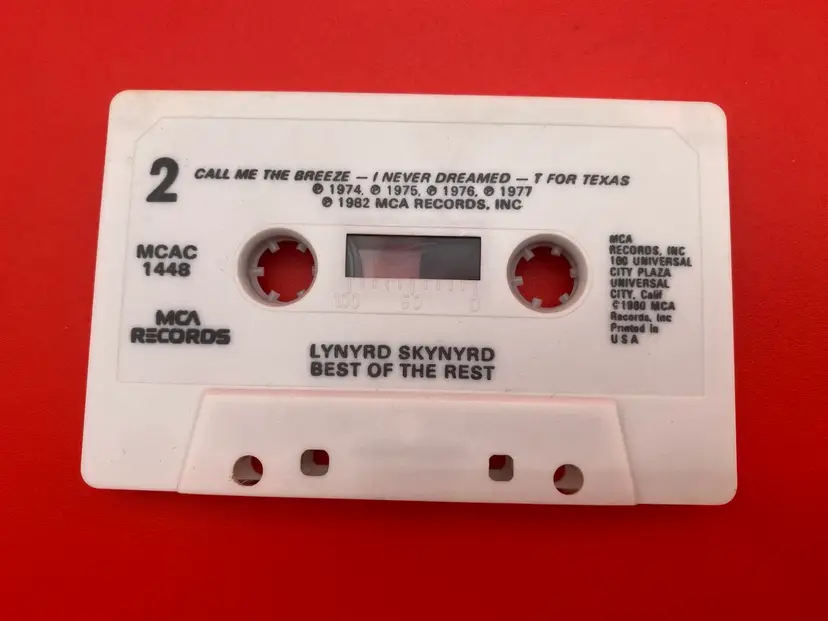 2
CALL ME THE BREEZE — I NEVER DREAMED — T FOR TEXAS
℗ 1974, ℗ 1975, ℗ 1976, ℗ 1977
℗ 1982 MCA RECORDS, INC
MCAC
1448
MCA
RECORDS
100 50 0
MCA
RECORDS, INC
100 UNIVERSAL
CITY PLAZA
UNIVERSAL
CITY, Calif
©1980 MCA
Records, Inc
Printed in
U S A
LYNYRD SKYNYRD
BEST OF THE REST